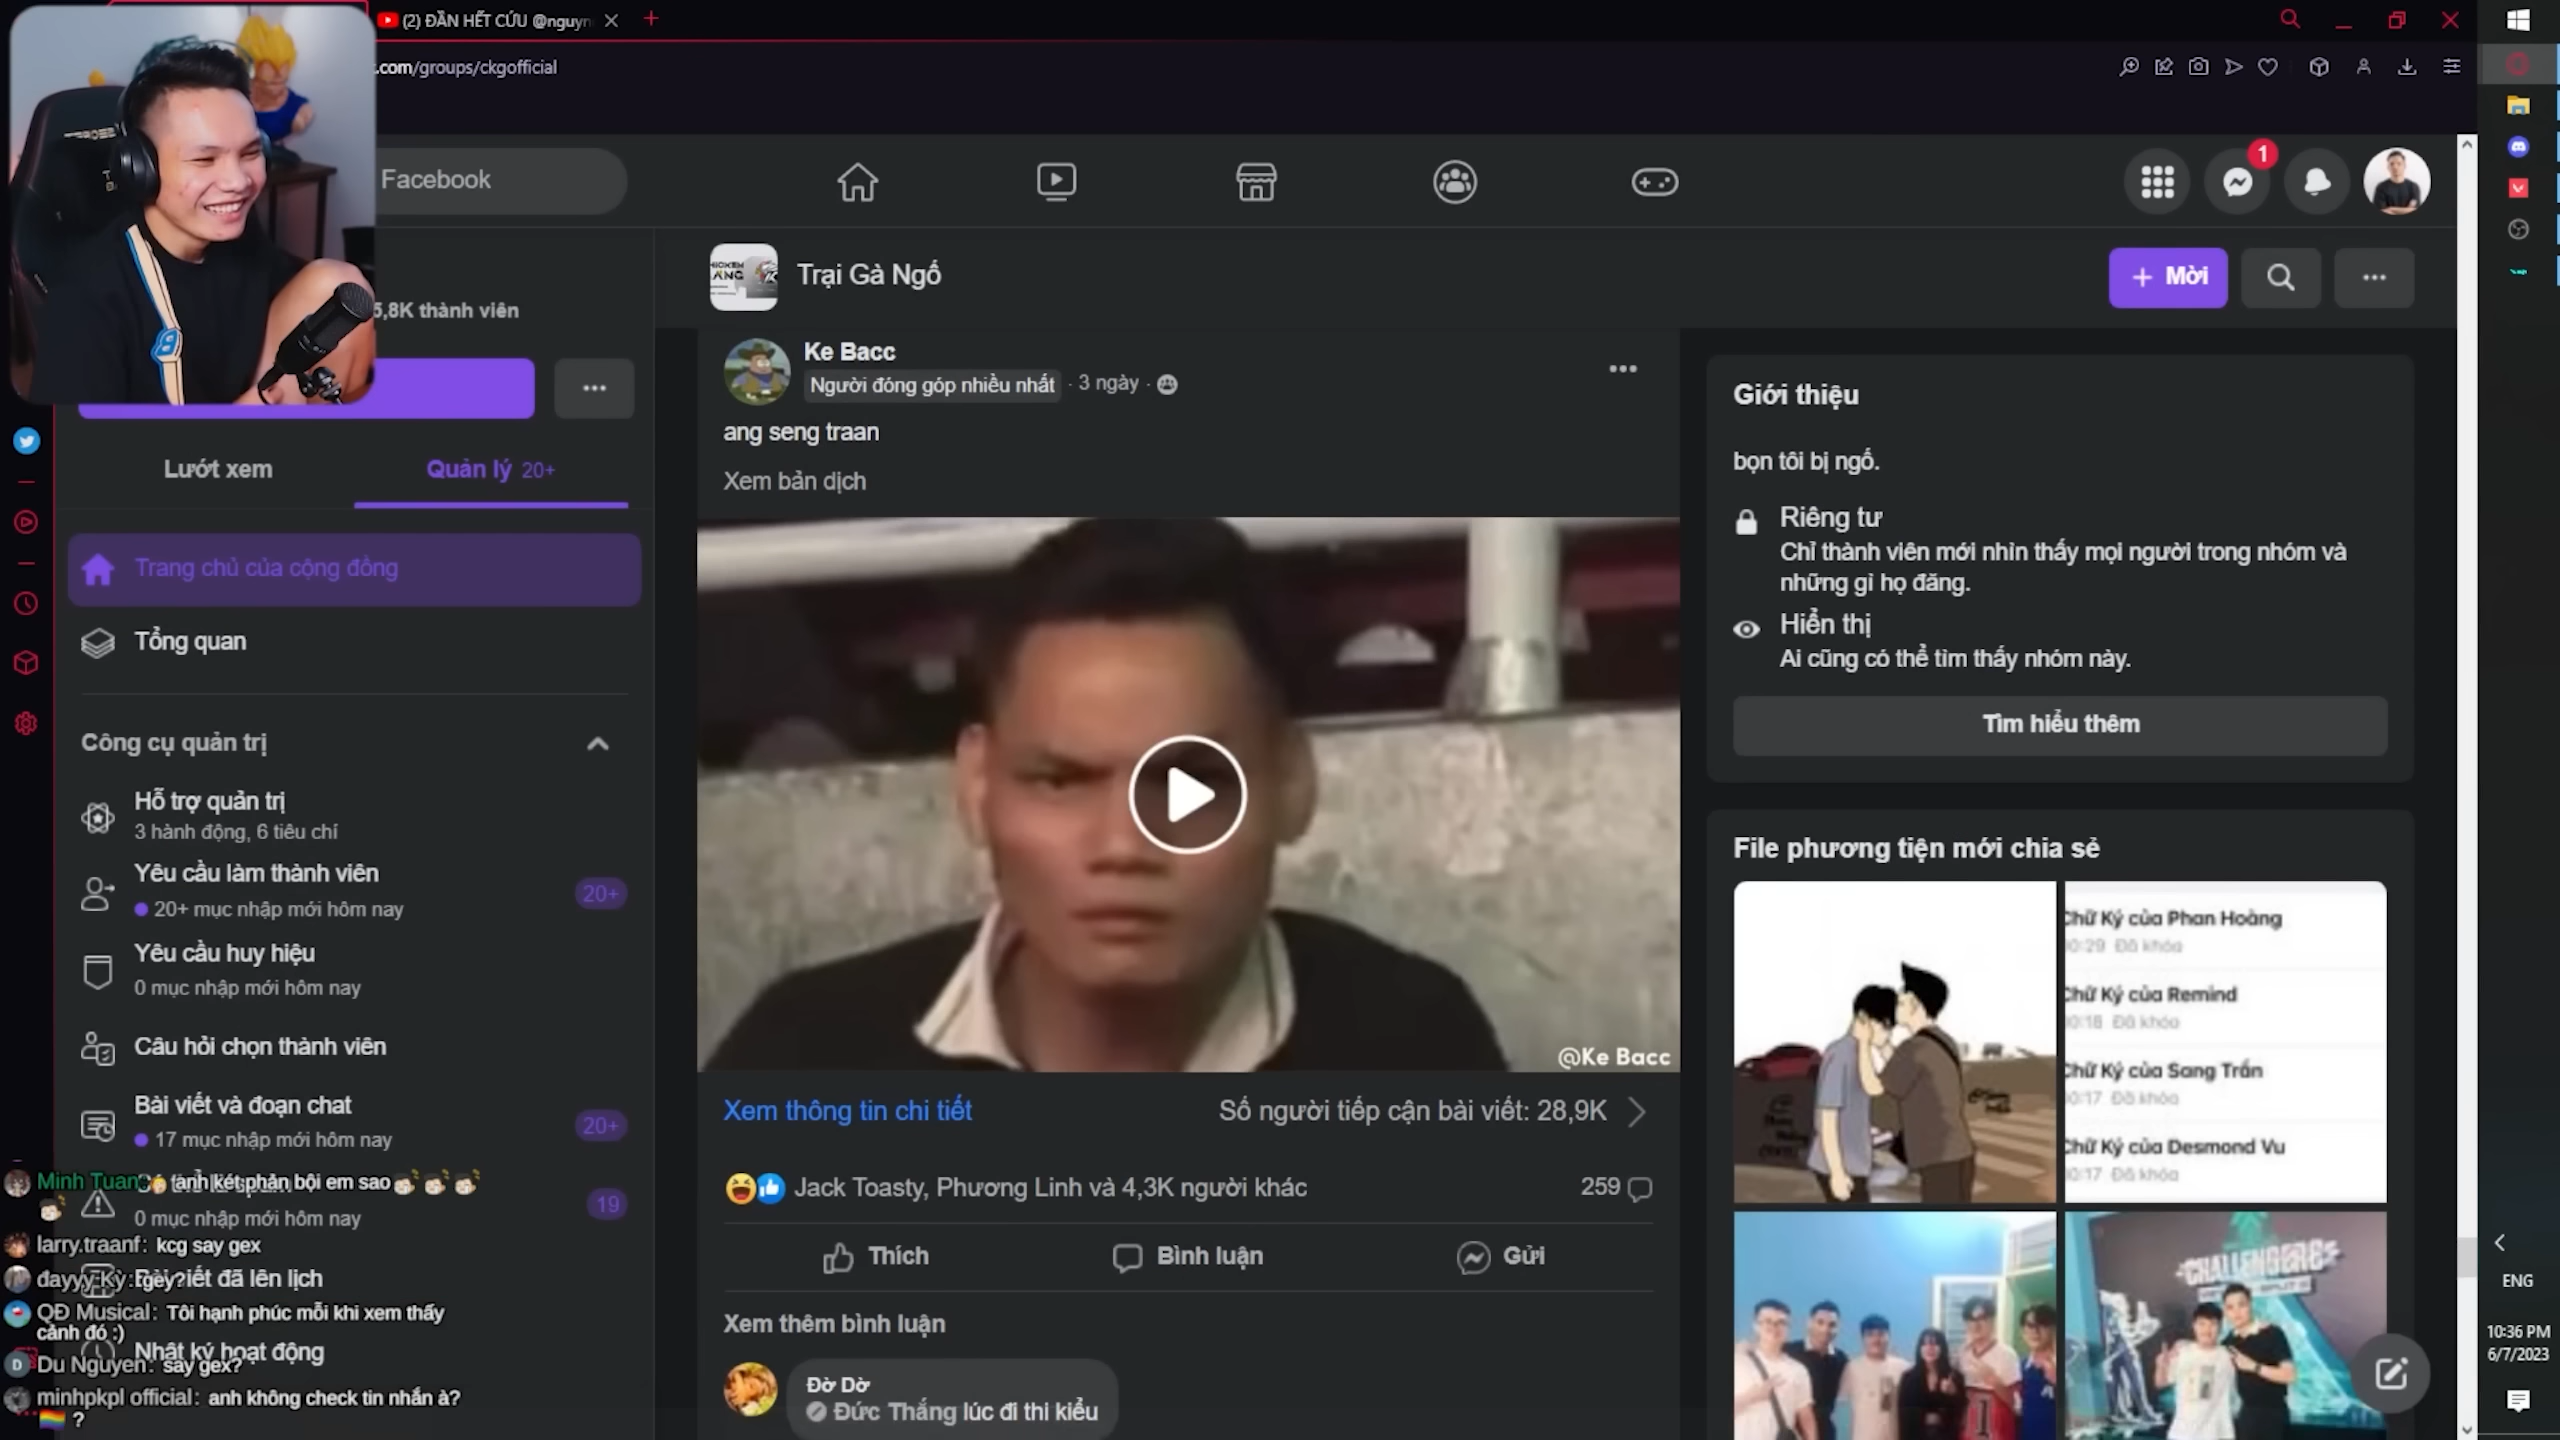 (2) ĐẦN HẾT CỨU @nguyn
.com/groups/ckgofficial
Facebook
1
Trại Gà Ngố
+ Mời
5,8K thành viên
Ke Bacc
Người đóng góp nhiều nhất · 3 ngày ·
ang seng traan
Xem bản dịch
Lướt xem
Quản lý 20+
Trang chủ của cộng đồng
Tổng quan
Công cụ quản trị
Hỗ trợ quản trị
3 hành động, 6 tiêu chí
Yêu cầu làm thành viên
20+ mục nhập mới hôm nay
20+
Yêu cầu huy hiệu
0 mục nhập mới hôm nay
Câu hỏi chọn thành viên
Bài viết và đoạn chat
17 mục nhập mới hôm nay
20+
Minh Tuan
anh két phản bội em sao
0 mục nhập mới hôm nay
19
larry.traanf: kcg say gex
dayyy Ky: gey?
iết đã lên lịch
QĐ Musical: Tôi hạnh phúc mỗi khi xem thấy
cảnh đó :)
Nhật ký hoạt động
D
Du Nguyen: say gex?
minhpkpl official: anh không check tin nhắn à?
?
@Ke Bacc
Xem thông tin chi tiết
Số người tiếp cận bài viết: 28,9K
Jack Toasty, Phương Linh và 4,3K người khác
259
Thích
Bình luận
Gửi
Xem thêm bình luận
Đờ Dờ
Đức Thắng lúc đi thi kiểu
Giới thiệu
bọn tôi bị ngố.
Riêng tư
Chỉ thành viên mới nhìn thấy mọi người trong nhóm và
những gì họ đăng.
Hiển thị
Ai cũng có thể tìm thấy nhóm này.
Tìm hiểu thêm
File phương tiện mới chia sẻ
Chữ Ký của Phan Hoàng
0:29 Đã khóa
Chữ Ký của Remind
0:18 Đã khóa
Chữ Ký của Sang Trần
0:17 Đã khóa
Chữ Ký của Desmond Vu
0:17 Đã khóa
CHALLENGERS
ENG
10:36 PM
6/7/2023